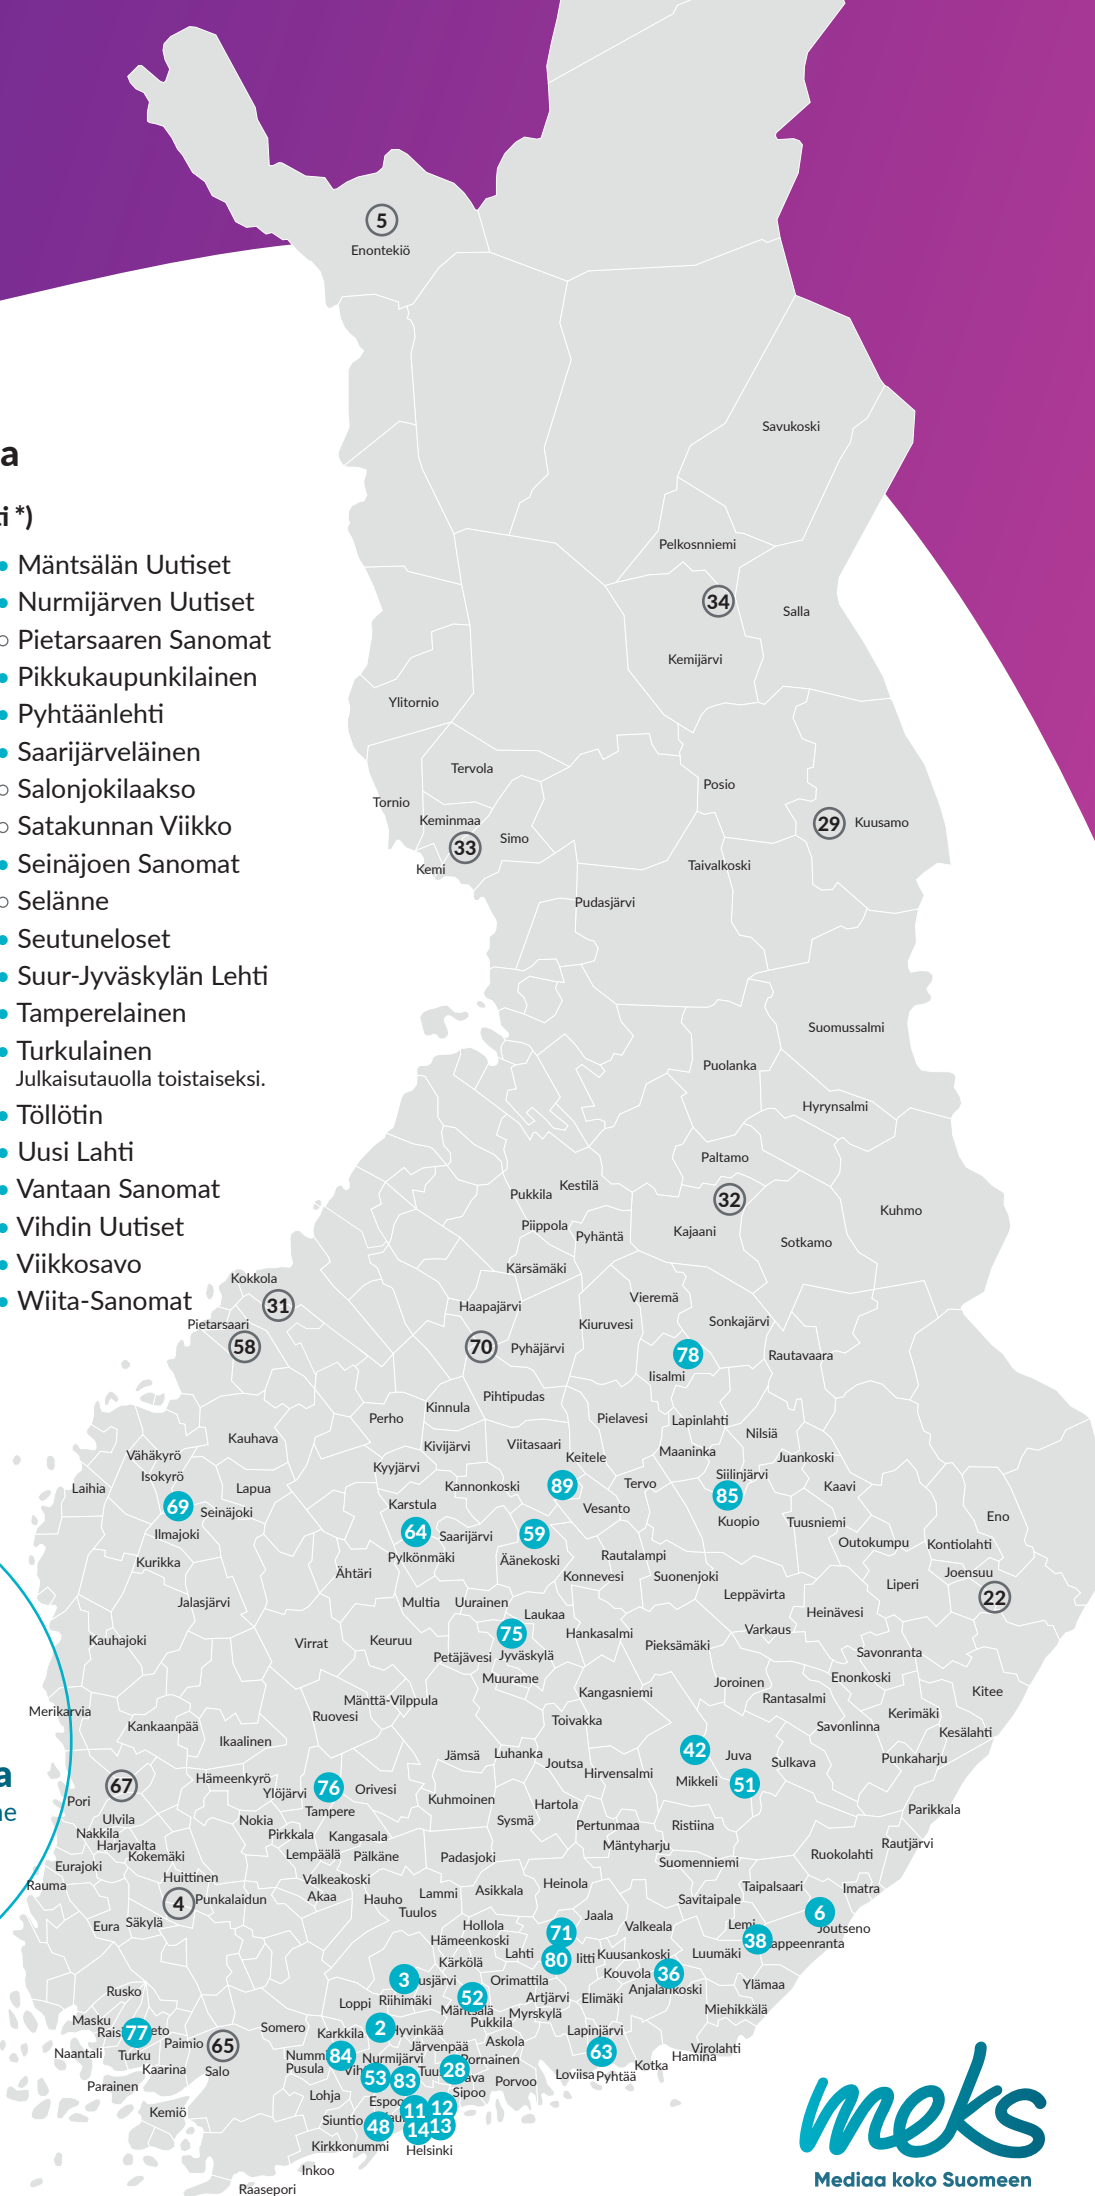 a
ti *)
Mäntsälän Uutiset
Nurmijärven Uutiset
Pietarsaaren Sanomat
Pikkukaupunkilainen
Pyhtäänlehti
Saarijärveläinen
Salonjokilaakso
Satakunnan Viikko
Seinäjoen Sanomat
Selänne
Seutuneloset
Suur-Jyväskylän Lehti
Tamperelainen
Turkulainen
Julkaisutauolla toistaiseksi.
Töllötin
Uusi Lahti
Vantaan Sanomat
Vihdin Uutiset
Viikkosavo
Wiita-Sanomat
a
ne
5
Enontekiö
Savukoski
Pelkosnniemi
34
Salla
Kemijärvi
Ylitornio
Tervola
Posio
Tornio
Keminmaa
29 Kuusamo
Simo
33
Kemi
Taivalkoski
Pudasjärvi
Suomussalmi
Puolanka
Hyrynsalmi
Paltamo
Kestilä
Pukkila
32
Kuhmo
Piippola
Pyhäntä
Kajaani
Sotkamo
Kärsämäki
Kokkola
31
Vieremä
Haapajärvi
Pietarsaari
Kiuruvesi
Sonkajärvi
58
70 Pyhäjärvi
78
Rautavaara
Iisalmi
Pihtipudas
Kinnula
Perho
Pielavesi
Lapinlahti
Nilsiä
Kauhava
Kivijärvi
Viitasaari
Maaninka
Vähäkyrö
Keitele
Juankoski
Kyyjärvi
Isokyrö
Siilinjärvi
Laihia
Lapua
Kannonkoski
89
Tervo
Kaavi
85
69
Seinäjoki
Karstula
Vesanto
Eno
Kuopio
Tuusniemi
Ilmajoki
64
Saarijärvi
59
Outokumpu
Kontiolahti
Kurikka
Pylkönmäki
Äänekoski
Rautalampi
Ähtäri
Konnevesi
Suonenjoki
Joensuu
Liperi
22
Jalasjärvi
Multia
Uurainen
Leppävirta
Heinävesi
Laukaa
Kauhajoki
Virrat
Keuruu
75
Hankasalmi
Varkaus
Pieksämäki
Petäjävesi
Jyväskylä
Savonranta
Muurame
Joroinen
Enonkoski
Kangasniemi
Rantasalmi
Kitee
Mänttä-Vilppula
Merikarvia
Ruovesi
Toivakka
Kerimäki
Kankaanpää
Savonlinna
Kesälahti
Ikaalinen
42
Jämsä
Luhanka
Juva
Joutsa
Sulkava
Punkaharju
Hirvensalmi
Hämeenkyrö
67
76
Orivesi
Mikkeli
51
Ylöjärvi
Pori
Kuhmoinen
Hartola
Parikkala
Tampere
Ulvila
Nokia
Sysmä
Pertunmaa
Ristiina
Nakkila
Pirkkala
Kangasala
Rautjärvi
Harjavalta
Mäntyharju
Kokemäki
Lempäälä
Pälkäne
Padasjoki
Ruokolahti
Eurajoki
Suomenniemi
Huittinen
Valkeakoski
Rauma
Heinola
Taipalsaari
Imatra
Asikkala
4
Punkalaidun
Akaa
Hauho
Lammi
Savitaipale
Tuulos
6
Jaala
Eura
Säkylä
Hollola
Valkeala
Lemi
Joutseno
71
Hämeenkoski
38
Lappeenranta
Lahti
80
Iitti
Kuusankoski
Luumäki
Kärkölä
Kouvola
36
3
Orimattila
Ylämaa
Anjalankoski
Rusko
52
Artjärvi
Elimäki
Loppi
Riihimäki
Miehikkälä
Mäntsälä
Myrskylä
Masku
Pukkila
Somero
Karkkila
2
Hyvinkää
Lapinjärvi
77
Askola
Paimio
65
Järvenpää
Virolahti
Naantali
Turku
84
Nurmijärvi
Pornainen
63
Hamina
Kaarina
Salo
Pusula
28
Kotka
53
83
Loviisa
Pyhtää
Porvoo
Parainen
Lohja
Sipoo
Espoo
11
12
Kemiö
Siuntio
48
14
13
Kirkkonummi
Helsinki
Inkoo
Raasepori
meks
Mediaa koko Suomeen